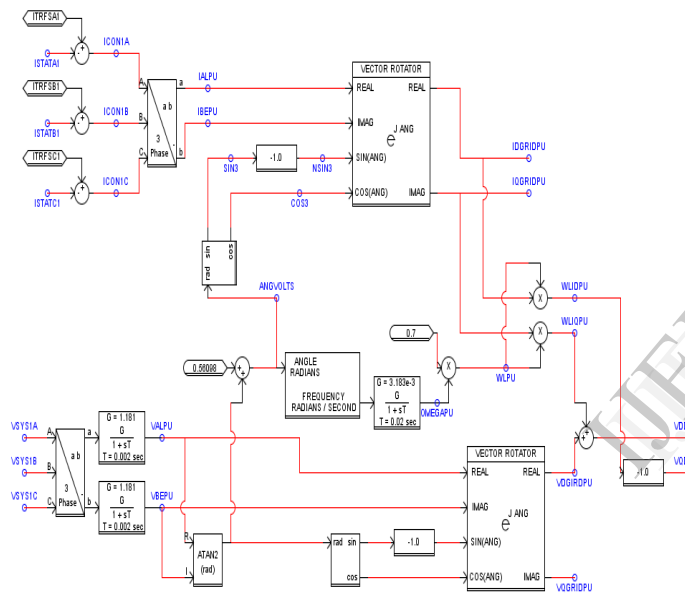 ITRFSA1
ICON1A
ISTATA1
ITRFSB1
ICON1B
ISTATB1
ITRFSC1
ICON1C
ISTATC1
A
B
C
a b
3
Phase
a
b
IALPU
IBEPU
VECTOR ROTATOR
REAL
REAL
IMAG
e J ANG
SIN(ANG)
COS(ANG)
IMAG
IDGRIDPU
IQGRIDPU
SIN3
-1.0
NSIN3
COS3
rad sin
cos
ANGVOLTS
0.56098
ANGLE
RADIANS
FREQUENCY
RADIANS / SECOND
G = 3.183e-3
G
1 + sT
T = 0.02 sec
OMEGAPU
0.7
X
WLPU
X
WLIDPU
X
WLIQPU
VSYS1A
VSYS1B
VSYS1C
A
B
C
a b
3
Phase
a
b
G = 1.181
G
1 + sT
T = 0.002 sec
VALPU
G = 1.181
G
1 + sT
T = 0.002 sec
VBEPU
R
I
ATAN2
(rad)
rad sin
cos
-1.0
VECTOR ROTATOR
REAL
REAL
IMAG
e J ANG
SIN(ANG)
COS(ANG)
IMAG
VDGIRDPU
VQGRIDPU
-1.0
IJE